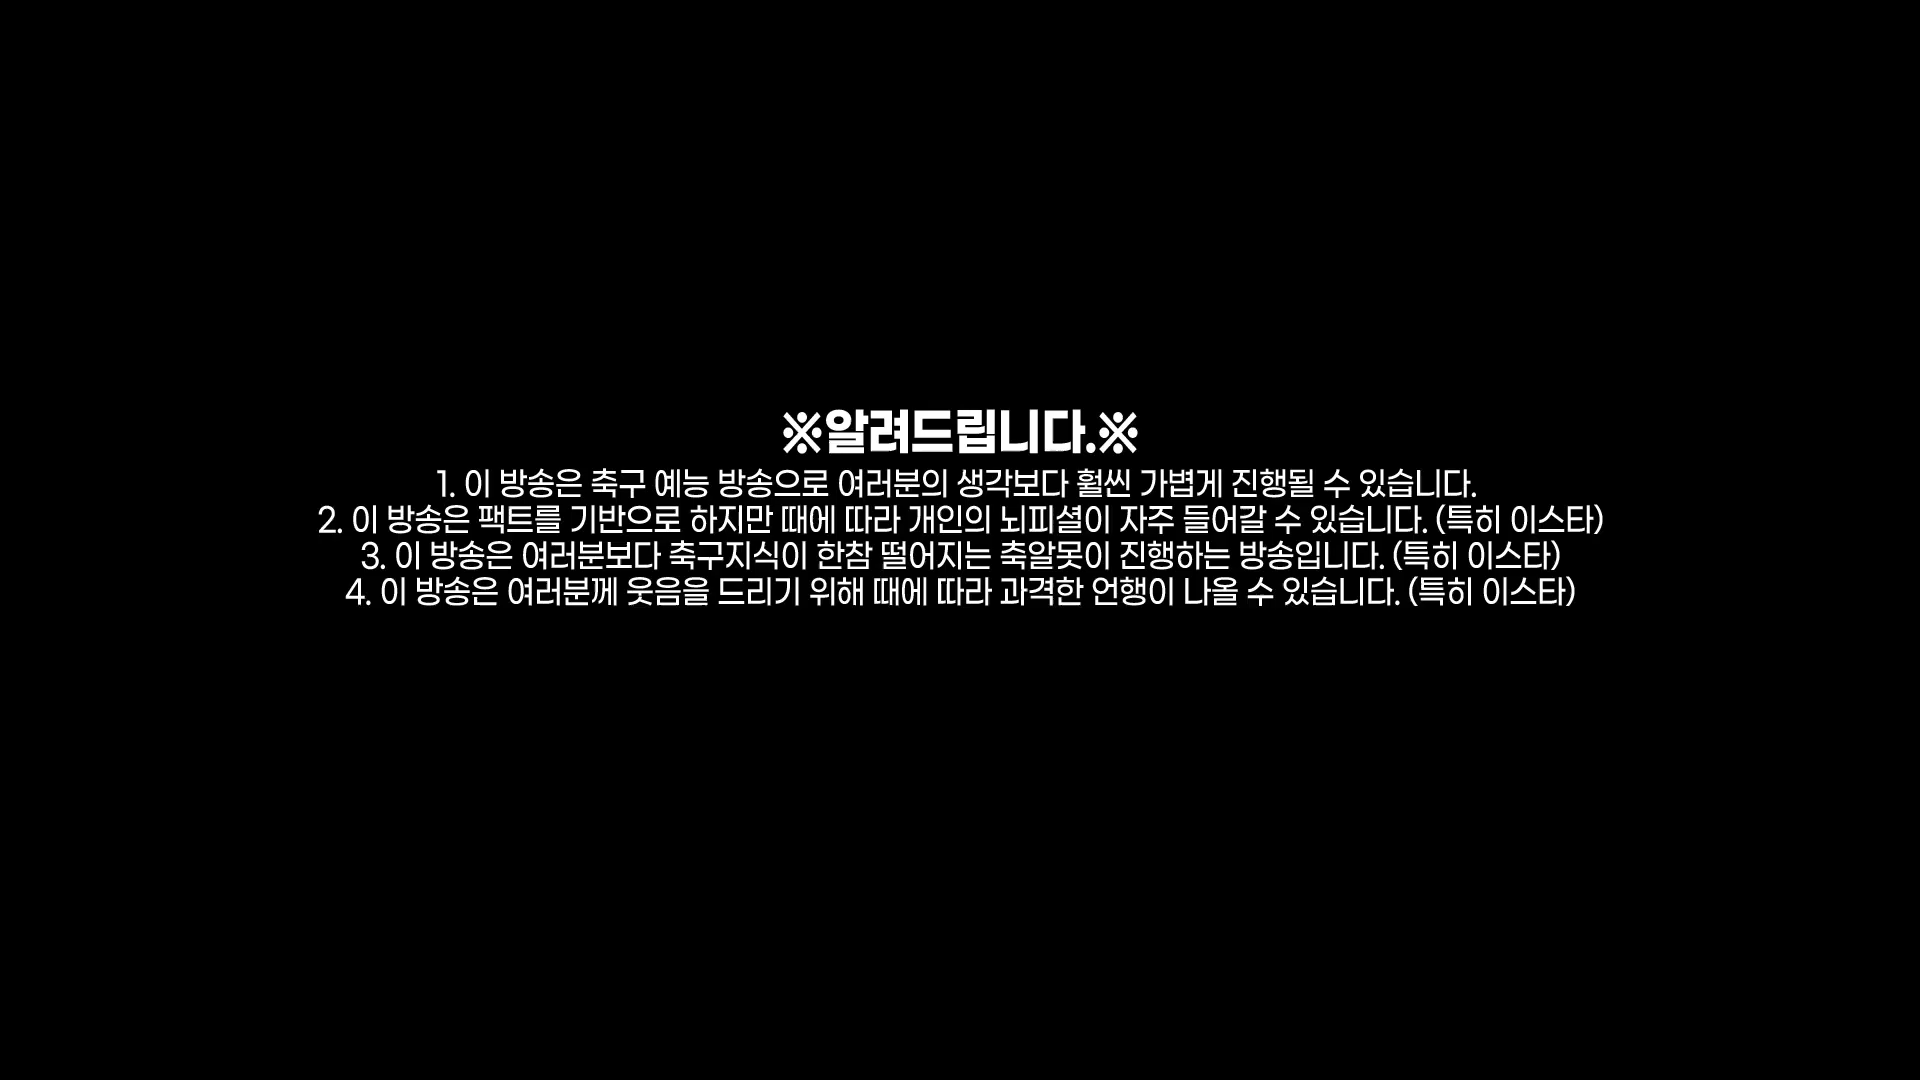 ※알려드립니다.※
1. 이 방송은 축구 예능 방송으로 여러분의 생각보다 훨씬 가볍게 진행될 수 있습니다.
2. 이 방송은 팩트를 기반으로 하지만 때에 따라 개인의 뇌피셜이 자주 들어갈 수 있습니다. (특히 이스타)
3. 이 방송은 여러분보다 축구지식이 한참 떨어지는 축알못이 진행하는 방송입니다. (특히 이스타)
4. 이 방송은 여러분께 웃음을 드리기 위해 때에 따라 과격한 언행이 나올 수 있습니다. (특히 이스타)